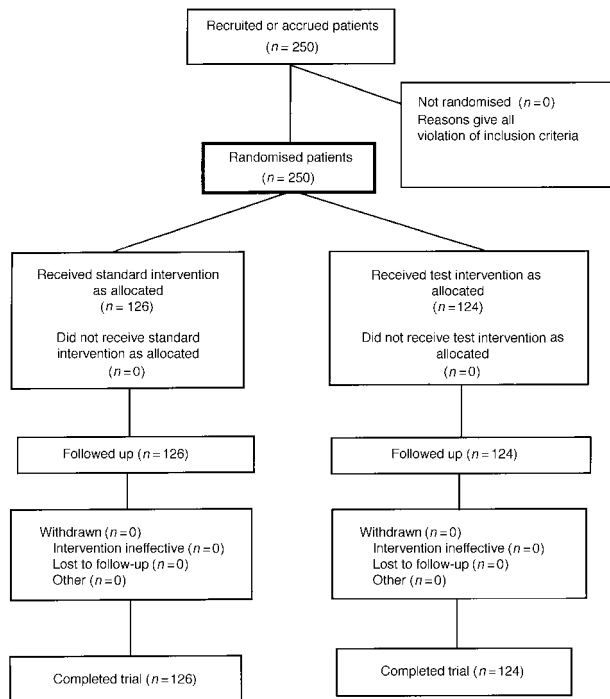 Recruited or accrued patients
(n = 250)
Not randomised (n = 0)
Reasons give all
violation of inclusion criteria
Randomised patients
(n = 250)
Received standard intervention
as allocated
(n = 126)
Did not receive standard
intervention as allocated
(n = 0)
Received test intervention as
allocated
(n = 124)
Did not receive test intervention as
allocated
(n = 0)
Followed up (n = 126)
Followed up (n = 124)
Withdrawn (n = 0)
Intervention ineffective (n = 0)
Lost to follow-up (n = 0)
Other (n = 0)
Withdrawn (n = 0)
Intervention ineffective (n = 0)
Lost to follow-up (n = 0)
Other (n = 0)
Completed trial (n = 126)
Completed trial (n = 124)